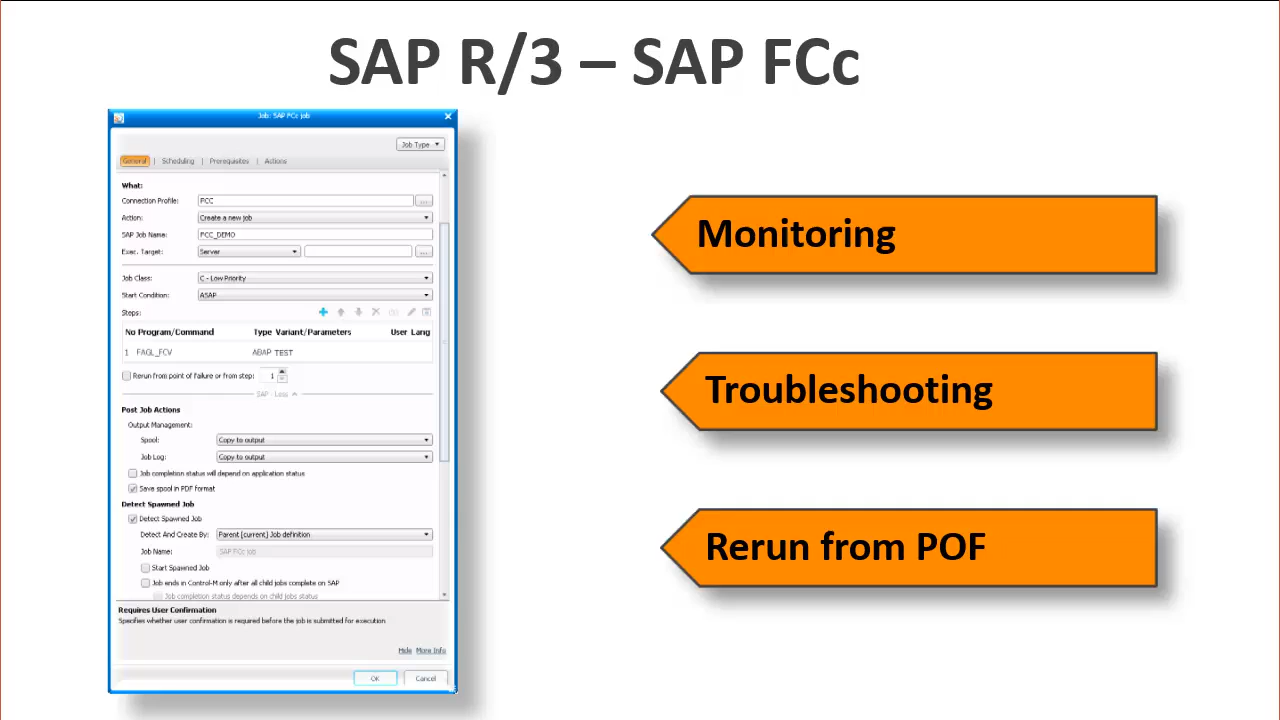 SAP R/3 – SAP FCc
Job: SAP FCc job
Job Type
General | Scheduling | Prerequisites | Actions
What:
Connection Profile: FCC ...
Action: Create a new job
SAP Job Name: FCC_DEMO
Exec. Target: Server ...
Job Class: C - Low Priority
Start Condition: ASAP
Steps:
No Program/Command Type Variant/Parameters User Lang
1 FAGL_FCV ABAP TEST
Rerun from point of failure or from step: 1
SAP - Less
Post Job Actions
Output Management:
Spool: Copy to output
Job Log: Copy to output
Job completion status will depend on application status
Save spool in PDF format
Detect Spawned Job
Detect Spawned Job
Detect And Create By: Parent (current) Job definition
Job Name: SAP FCc job
Start Spawned Job
Job ends in Control-M only after all child jobs complete on SAP
Job completion status depends on child jobs status
Requires User Confirmation
Specifies whether user confirmation is required before the job is submitted for execution.
Hide More Info
OK Cancel
Monitoring
Troubleshooting
Rerun from POF